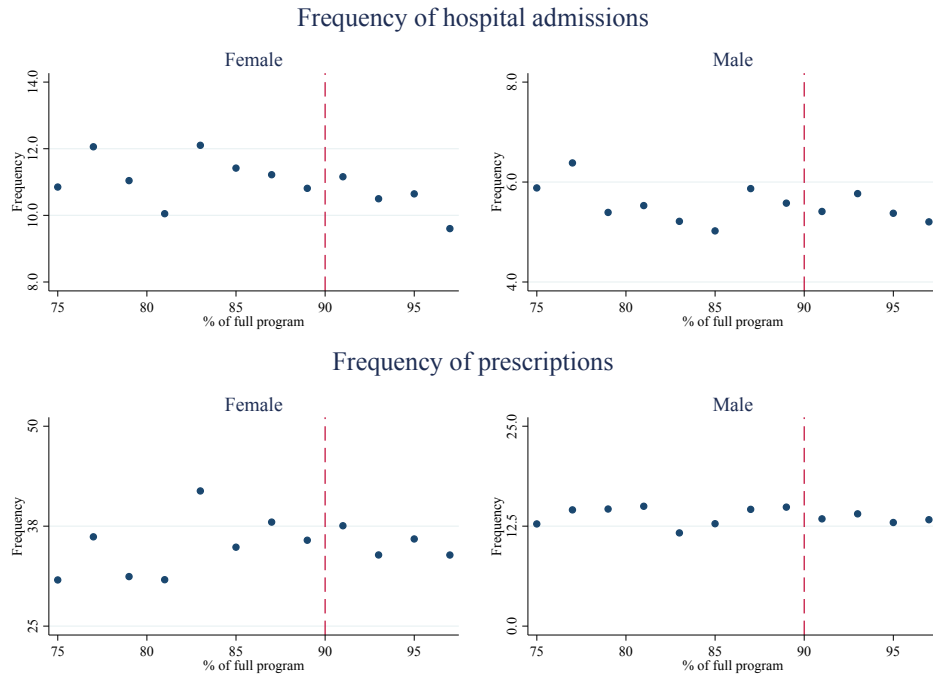 Frequency of hospital admissions
Female
Frequency
14.0
12.0
10.0
8.0
75 80 85 90 95
% of full program
Male
Frequency
8.0
6.0
4.0
75 80 85 90 95
% of full program
Frequency of prescriptions
Female
Frequency
50
38
25
75 80 85 90 95
% of full program
Male
Frequency
25.0
12.5
0.0
75 80 85 90 95
% of full program